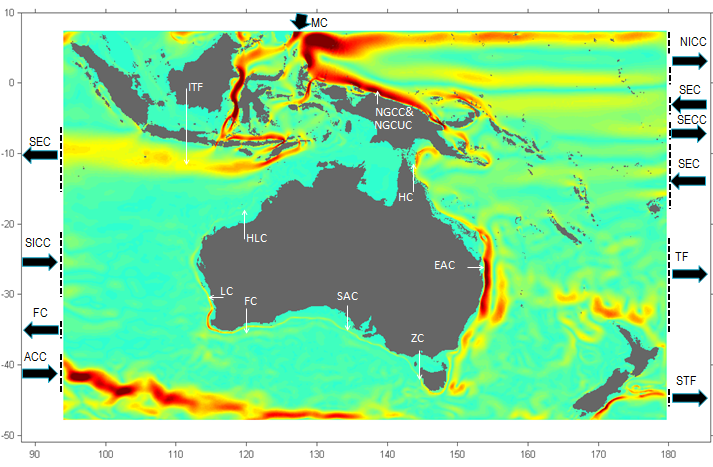 10
MC
NICC
0
ITF
SEC
NGCC&
NGCUC
SECC
SEC
-10
SEC
HC
-20
HLC
SICC
EAC
TF
LC
FC
SAC
-30
FC
ZC
ACC
-40
STF
-50
90
100
110
120
130
140
150
160
170
180